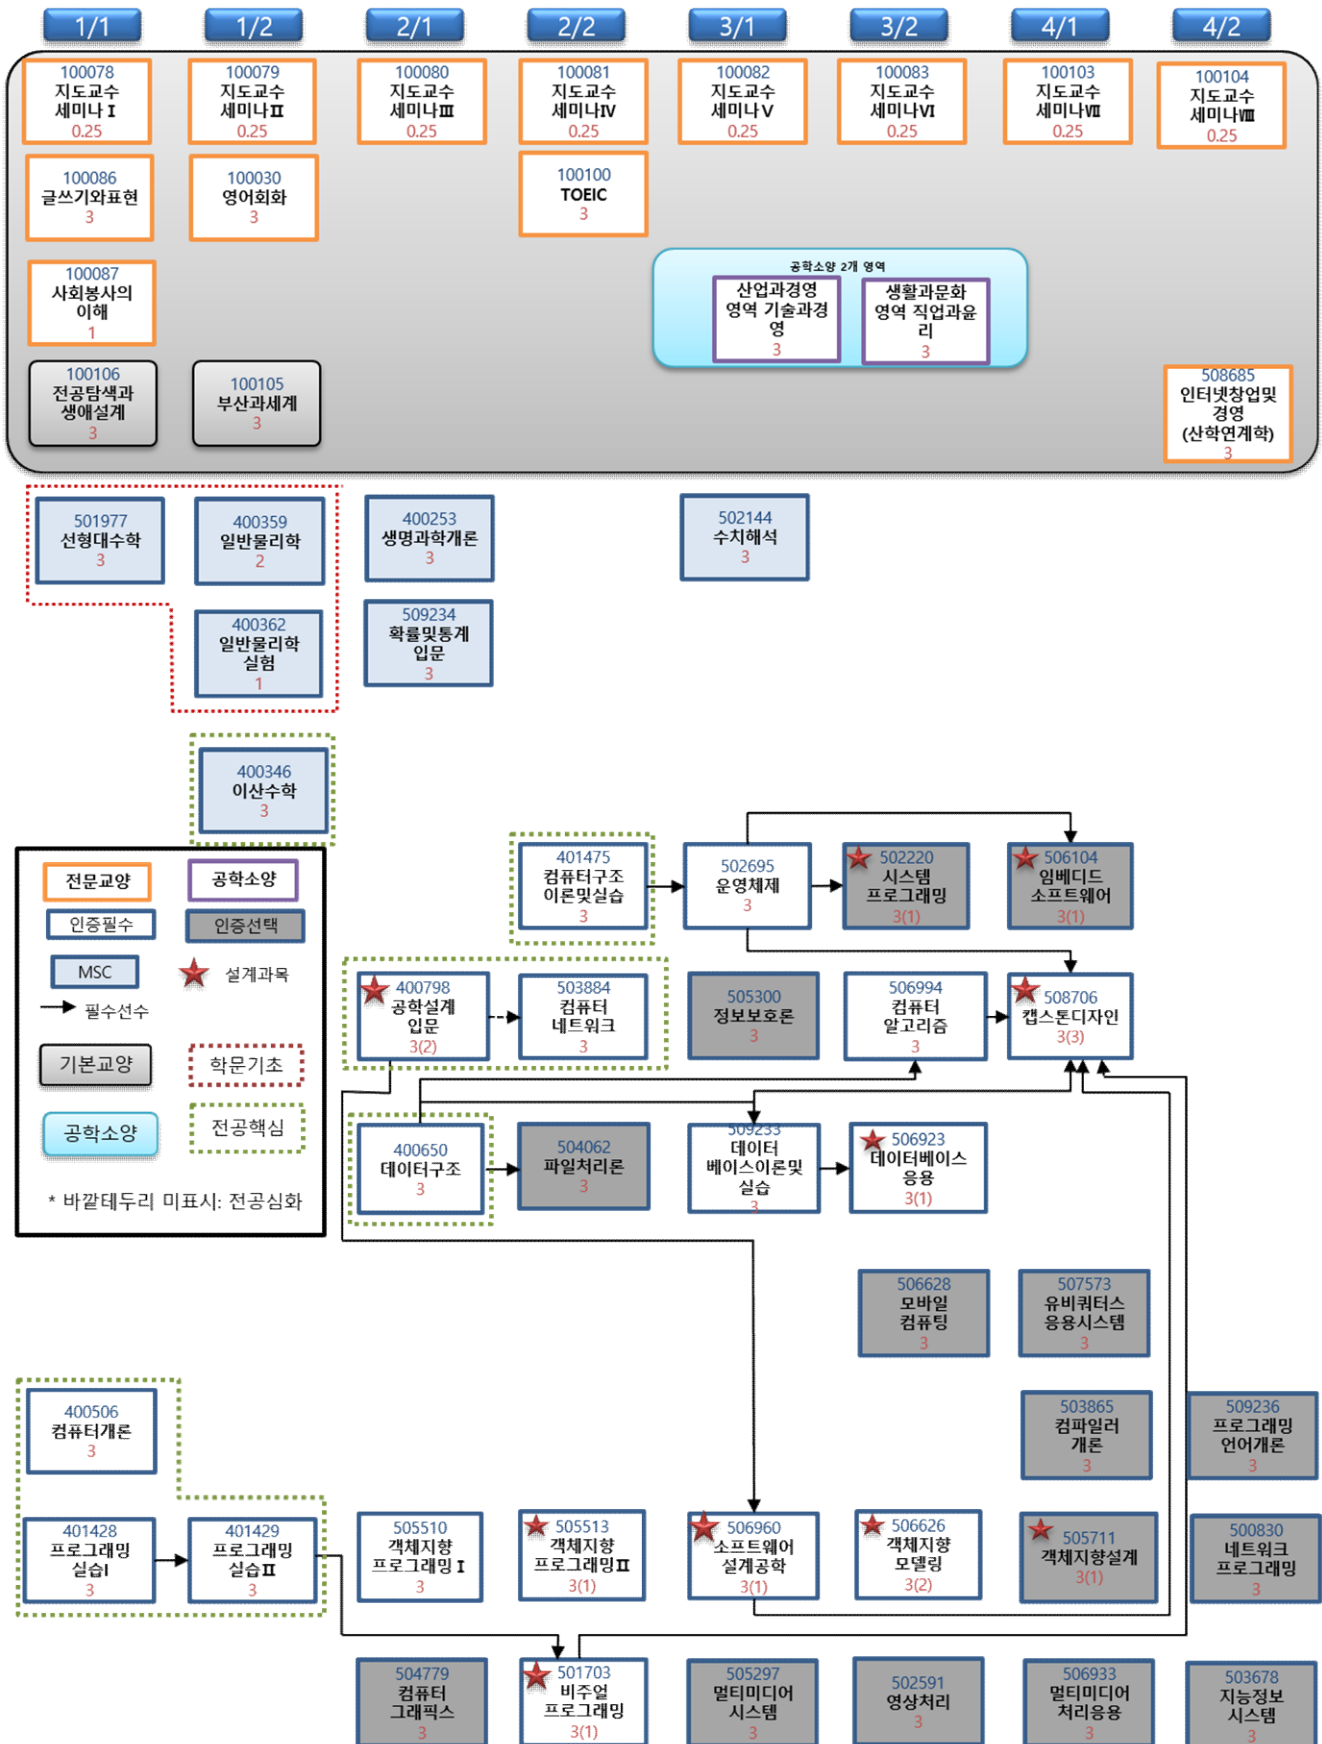 1/1
1/2
2/1
2/2
3/1
3/2
4/1
4/2
100078
지도교수
세미나Ⅰ
0.25
100079
지도교수
세미나Ⅱ
0.25
100080
지도교수
세미나Ⅲ
0.25
100081
지도교수
세미나Ⅳ
0.25
100082
지도교수
세미나Ⅴ
0.25
100083
지도교수
세미나Ⅵ
0.25
100103
지도교수
세미나Ⅶ
0.25
100104
지도교수
세미나Ⅷ
0.25
100086
글쓰기와표현
3
100030
영어회화
3
100100
TOEIC
3
100087
사회봉사의
이해
1
공학소양 2개 영역
산업과경영
영역 기술과경
영
3
생활과문화
영역 직업과윤
리
3
100106
전공탐색과
생애설계
3
100105
부산과세계
3
508685
인터넷창업및
경영
(산학연계학)
3
501977
선형대수학
3
400359
일반물리학
2
400253
생명과학개론
3
502144
수치해석
3
400362
일반물리학
실험
1
509234
확률및통계
입문
3
400346
이산수학
3
전문교양
공학소양
인증필수
인증선택
MSC
설계과목
필수선수
기본교양
학문기초
공학소양
전공핵심
* 바깥테두리 미표시: 전공심화
401475
컴퓨터구조
이론및실습
3
502695
운영체제
3
502220
시스템
프로그래밍
3(1)
506104
임베디드
소프트웨어
3(1)
400798
공학설계
입문
3(2)
503884
컴퓨터
네트워크
3
505300
정보보호론
3
506994
컴퓨터
알고리즘
3
508706
캡스톤디자인
3(3)
400650
데이터구조
3
504062
파일처리론
3
509233
데이터
베이스이론및
실습
3
506923
데이터베이스
응용
3(1)
506628
모바일
컴퓨팅
3
507573
유비쿼터스
응용시스템
3
400506
컴퓨터개론
3
503865
컴파일러
개론
3
509236
프로그래밍
언어개론
3
401428
프로그래밍
실습Ⅰ
3
401429
프로그래밍
실습Ⅱ
3
505510
객체지향
프로그래밍Ⅰ
3
505513
객체지향
프로그래밍Ⅱ
3(1)
506960
소프트웨어
설계공학
3(1)
506626
객체지향
모델링
3(2)
505711
객체지향설계
3(1)
500830
네트워크
프로그래밍
3
504779
컴퓨터
그래픽스
3
501703
비주얼
프로그래밍
3(1)
505297
멀티미디어
시스템
3
502591
영상처리
3
506933
멀티미디어
처리응용
3
503678
지능정보
시스템
3